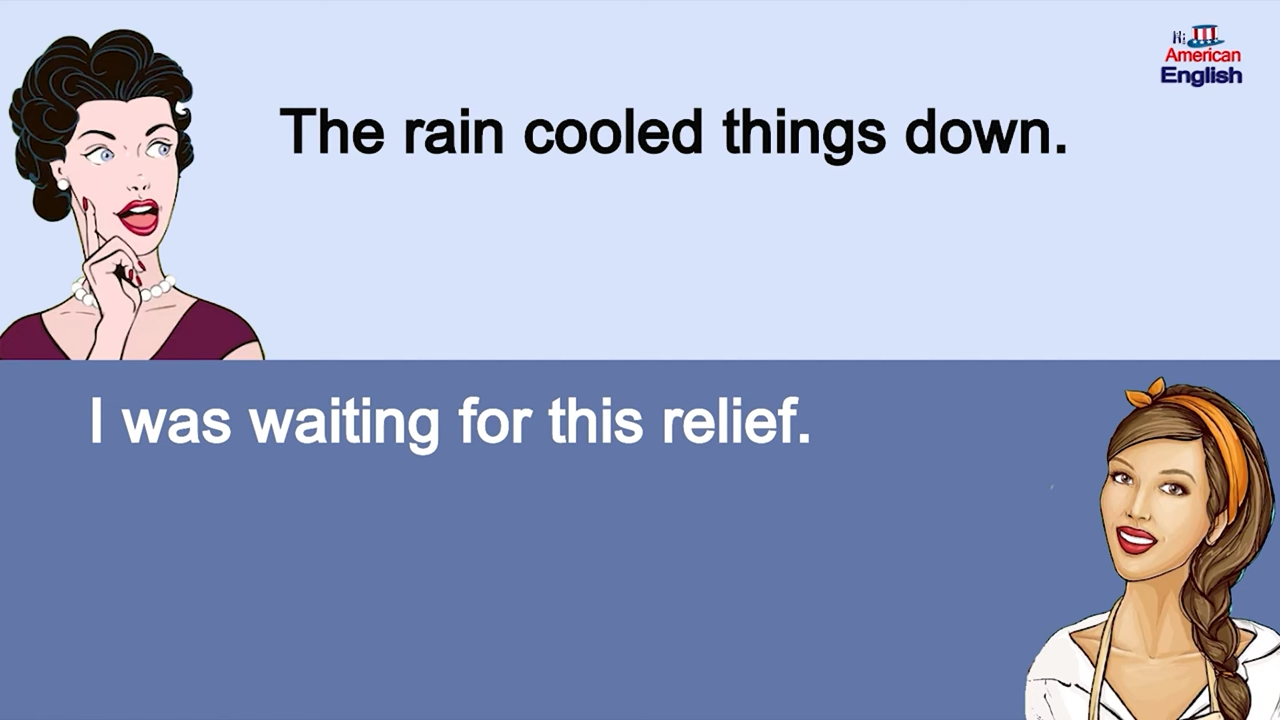 Hi
American
English
The rain cooled things down.
I was waiting for this relief.